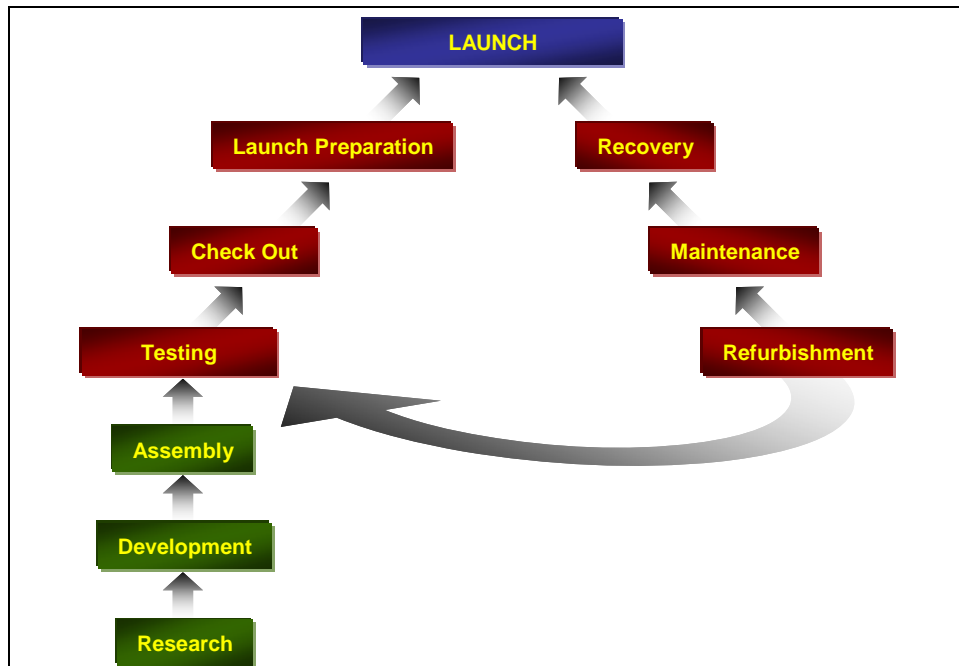 LAUNCH
Launch Preparation
Recovery
Check Out
Maintenance
Testing
Refurbishment
Assembly
Development
Research